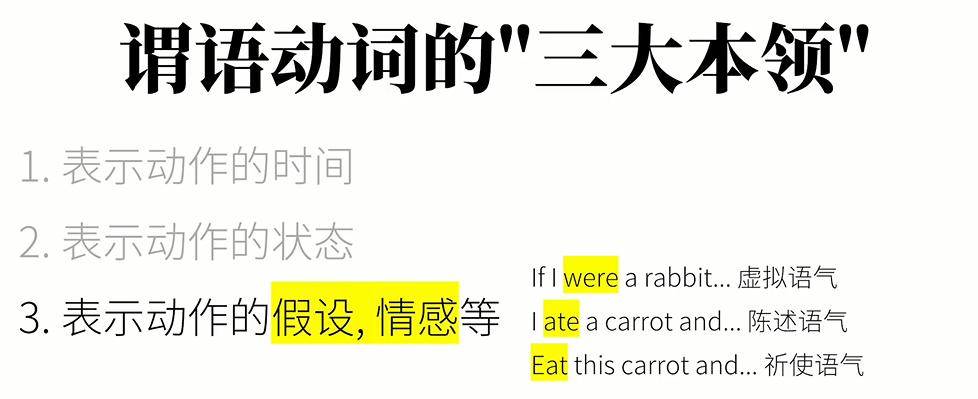 谓语动词的"三大本领"
1. 表示动作的时间
2. 表示动作的状态
3. 表示动作的假设, 情感等
If I were a rabbit... 虚拟语气
I ate a carrot and... 陈述语气
Eat this carrot and... 祈使语气